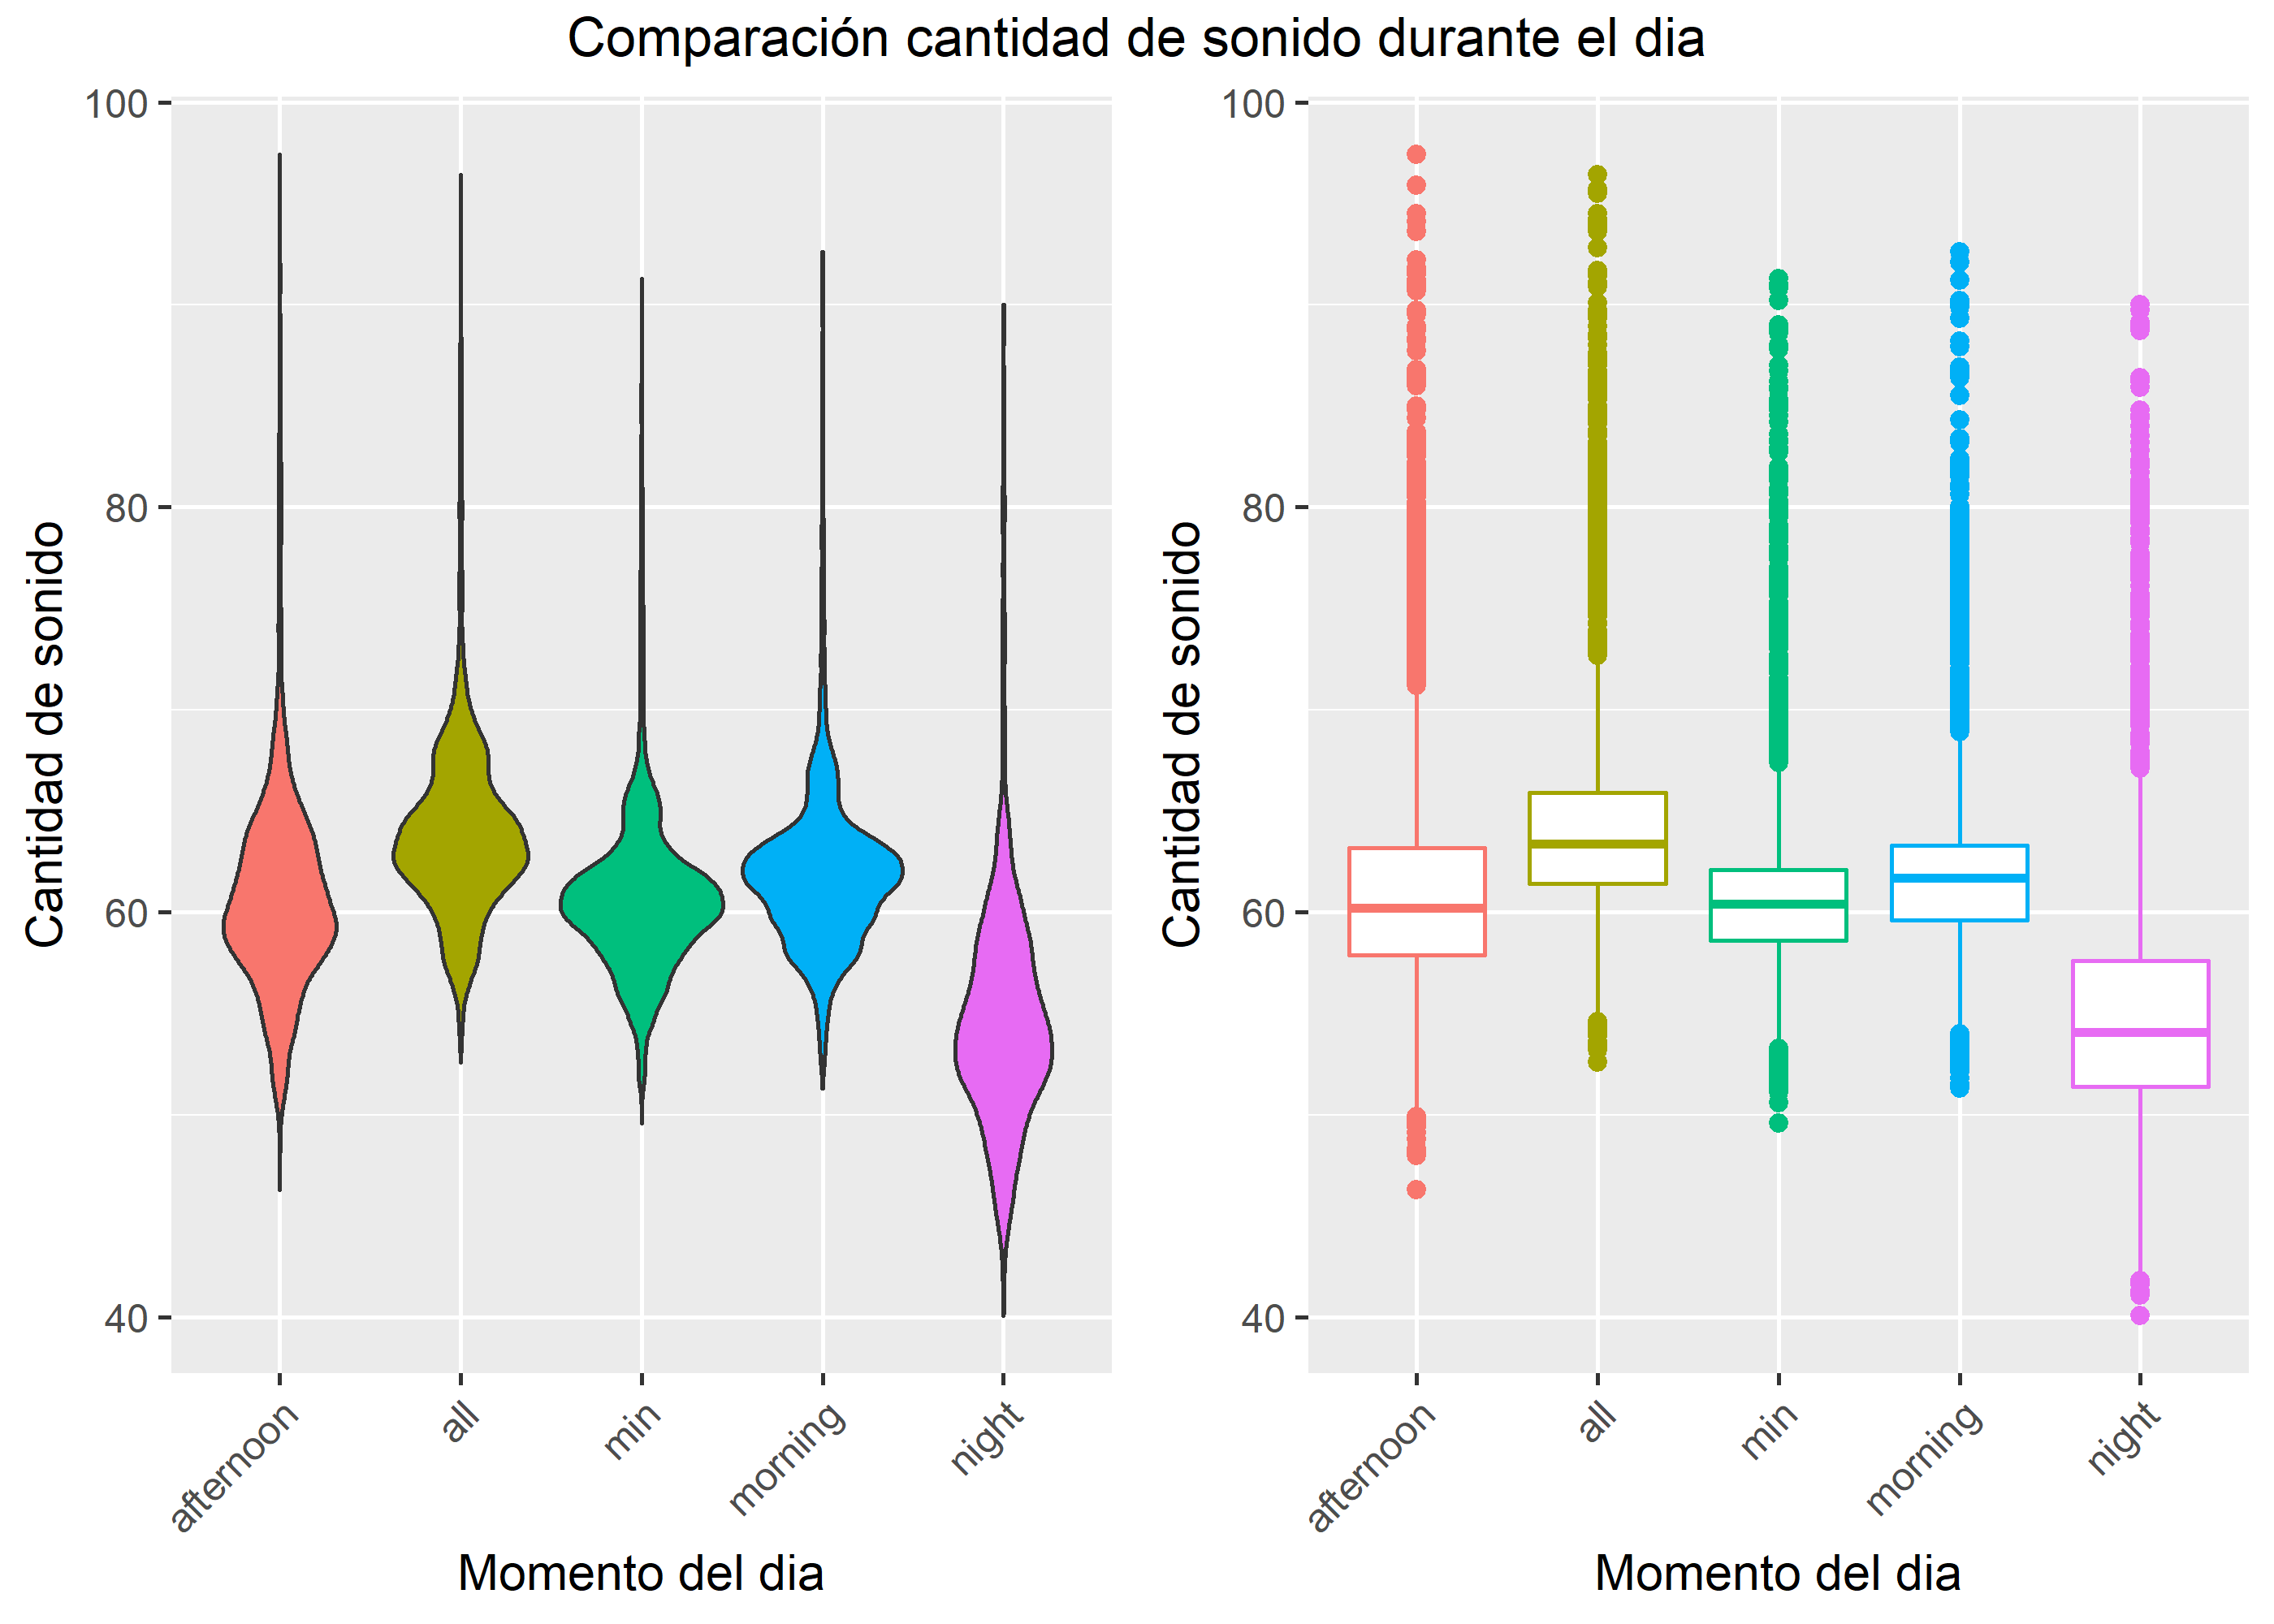 Comparación cantidad de sonido durante el dia
Cantidad de sonido
100
80
60
40
afternoon
all
min
morning
night
Momento del dia
Cantidad de sonido
100
80
60
40
afternoon
all
min
morning
night
Momento del dia